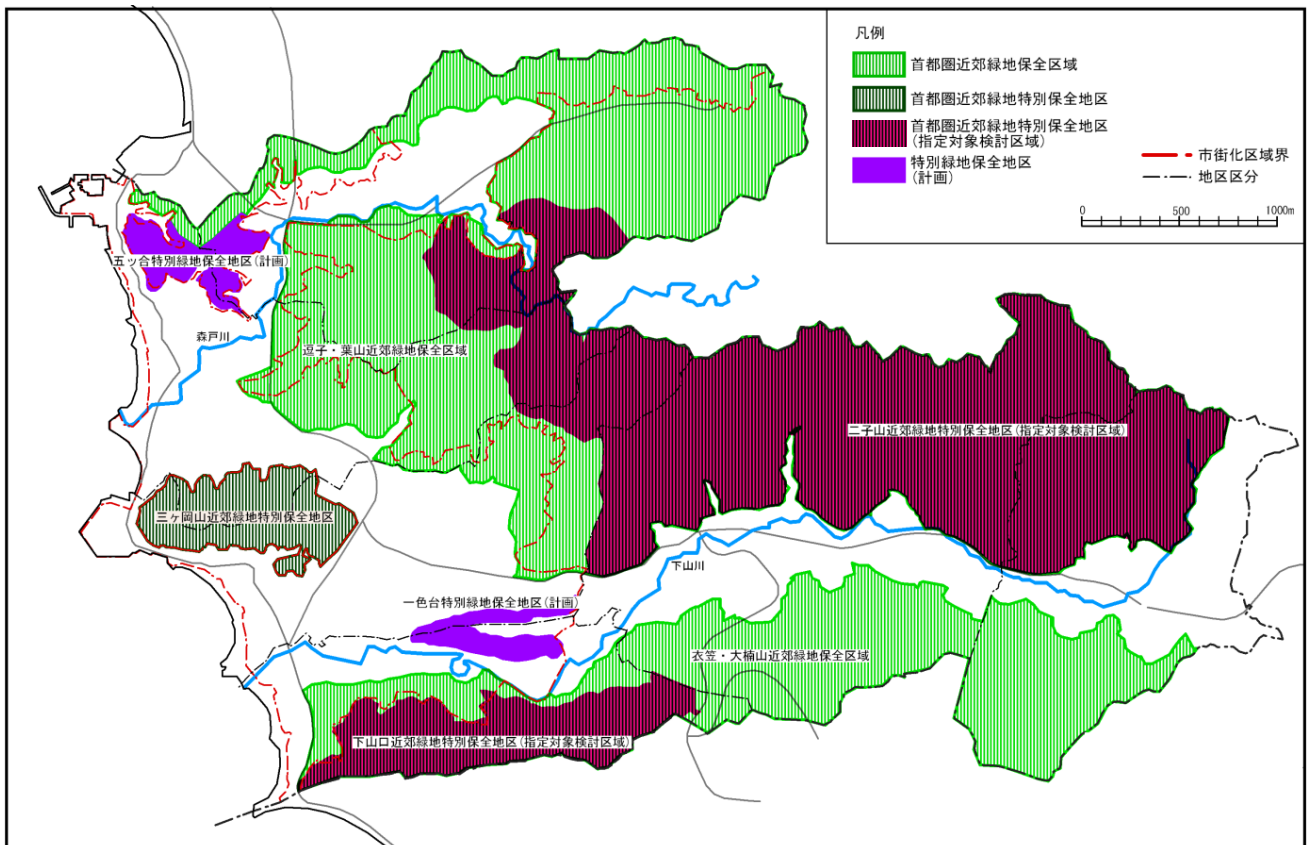 凡例
首都圏近郊緑地保全区域
首都圏近郊緑地特別保全地区
首都圏近郊緑地特別保全地区
(指定対象検討区域)
特別緑地保全地区
(計画)
市街化区域界
地区区分
0 500 1000m
五ッ合特別緑地保全地区(計画)
森戸川
逗子・葉山近郊緑地保全区域
二子山近郊緑地特別保全地区(指定対象検討区域)
三ヶ岡山近郊緑地特別保全地区
下山川
一色台特別緑地保全地区(計画)
衣笠・大楠山近郊緑地保全区域
下山口近郊緑地特別保全地区(指定対象検討区域)